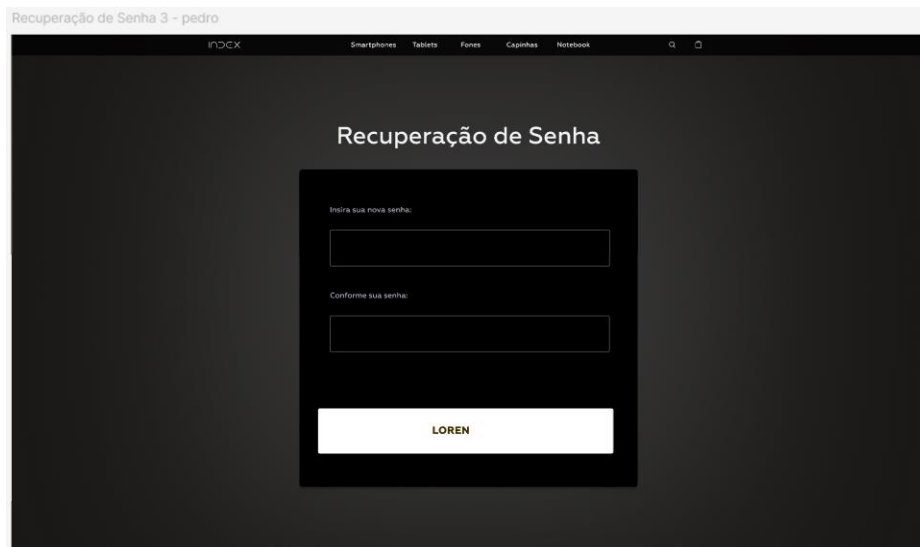 Recuperação de Senha 3 - pedro
INDEX Smartphones Tablets Fones Capinhas Notebook
Recuperação de Senha
Insira sua nova senha:
Conforme sua senha:
LOREN